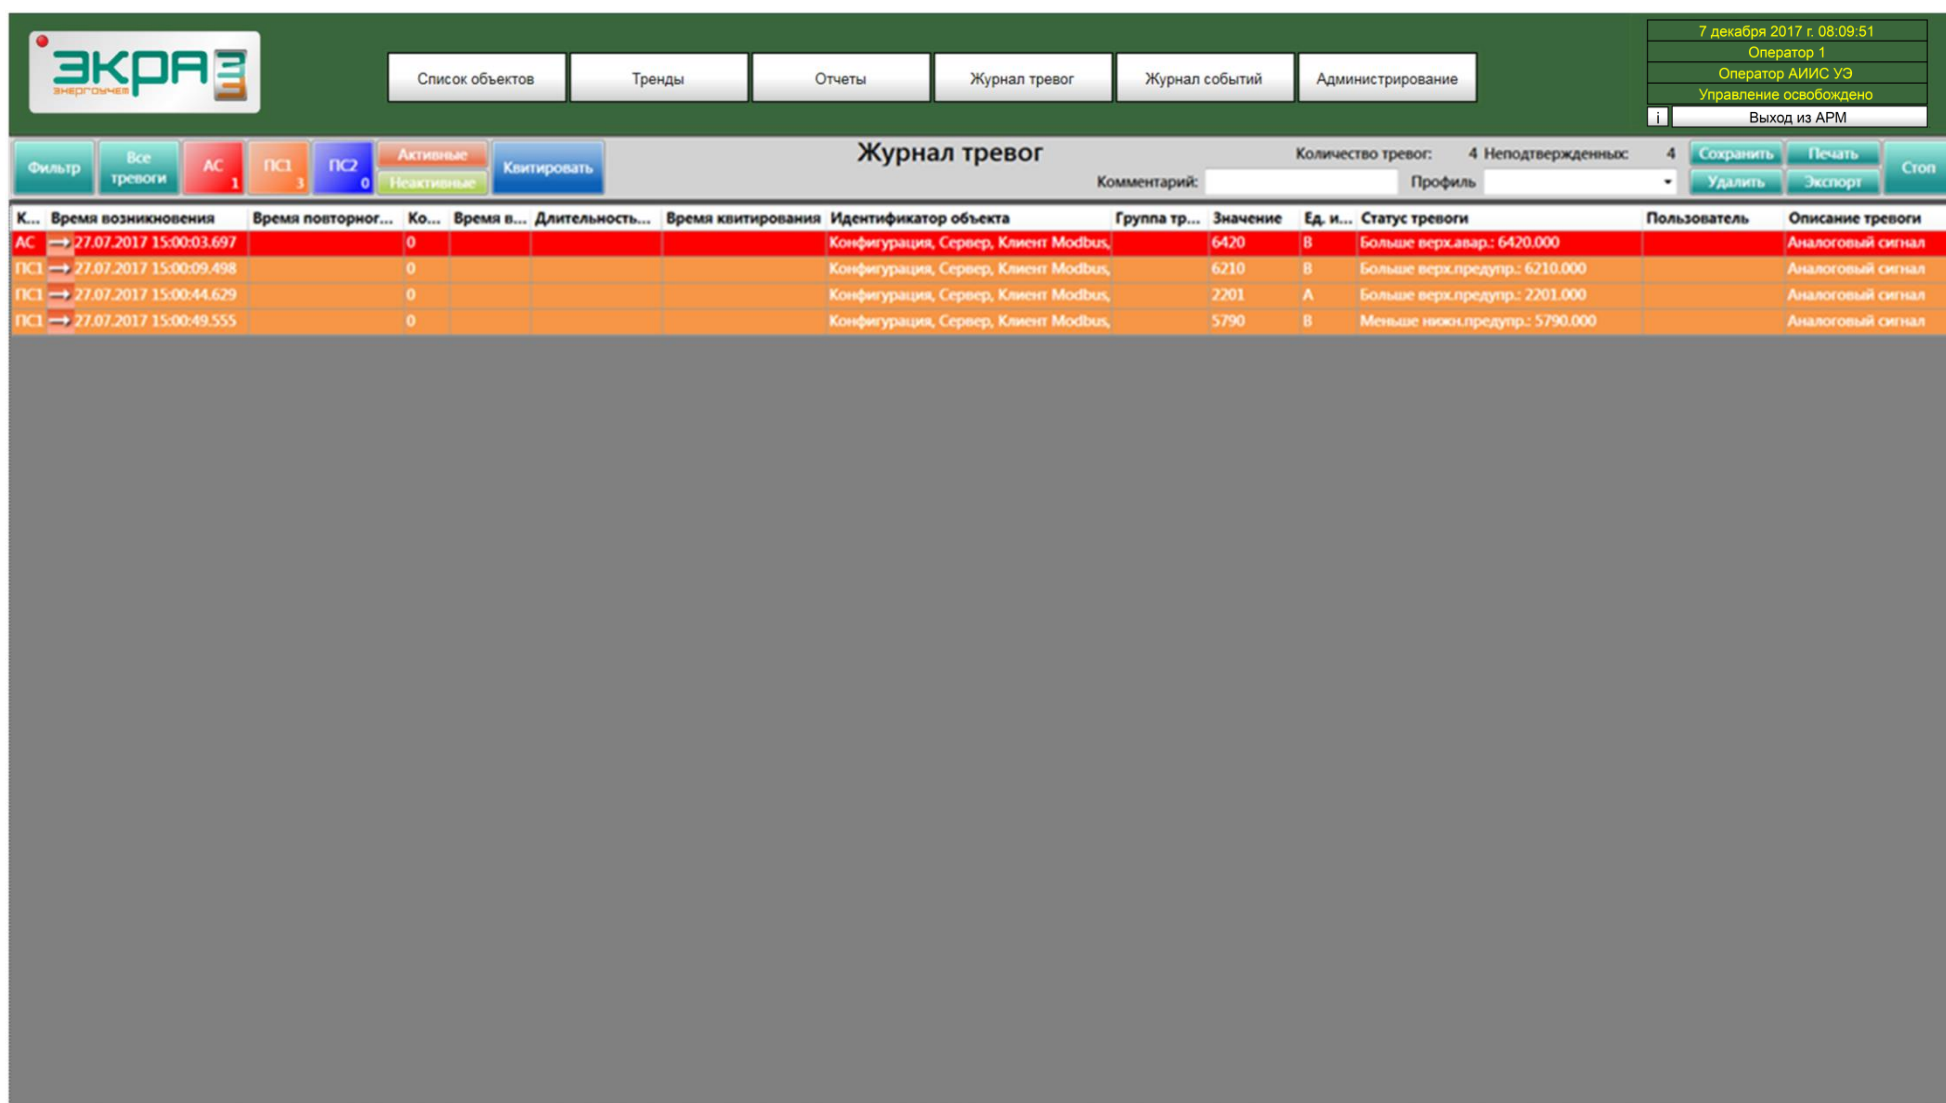 ЭКРА
ЭНЕРГОУЧЕТ
Список объектов
Тренды
Отчеты
Журнал тревог
Журнал событий
Администрирование
7 декабря 2017 г. 08:09:51
Оператор 1
Оператор АИИС УЭ
Управление освобождено
i Выход из АРМ
Фильтр
Все
тревоги
АС
1
ПС1
3
ПС2
0
Активные
Неактивные
Квитировать
Журнал тревог
Количество тревог: 4 Неподтвержденных: 4
Комментарий: Профиль
Сохранить
Печать
Удалить
Экспорт
Стоп
К... Время возникновения Время повторног... Ко... Время в... Длительность... Время квитирования Идентификатор объекта Группа тр... Значение Ед. и... Статус тревоги Пользователь Описание тревоги
АС 27.07.2017 15:00:03.697 0 Конфигурация, Сервер, Клиент Modbus, 6420 В Больше верх.авар.: 6420.000 Аналоговый сигнал
ПС1 27.07.2017 15:00:09.498 0 Конфигурация, Сервер, Клиент Modbus, 6210 В Больше верх.предупр.: 6210.000 Аналоговый сигнал
ПС1 27.07.2017 15:00:44.629 0 Конфигурация, Сервер, Клиент Modbus, 2201 А Больше верх.предупр.: 2201.000 Аналоговый сигнал
ПС1 27.07.2017 15:00:49.555 0 Конфигурация, Сервер, Клиент Modbus, 5790 В Меньше нижн.предупр.: 5790.000 Аналоговый сигнал